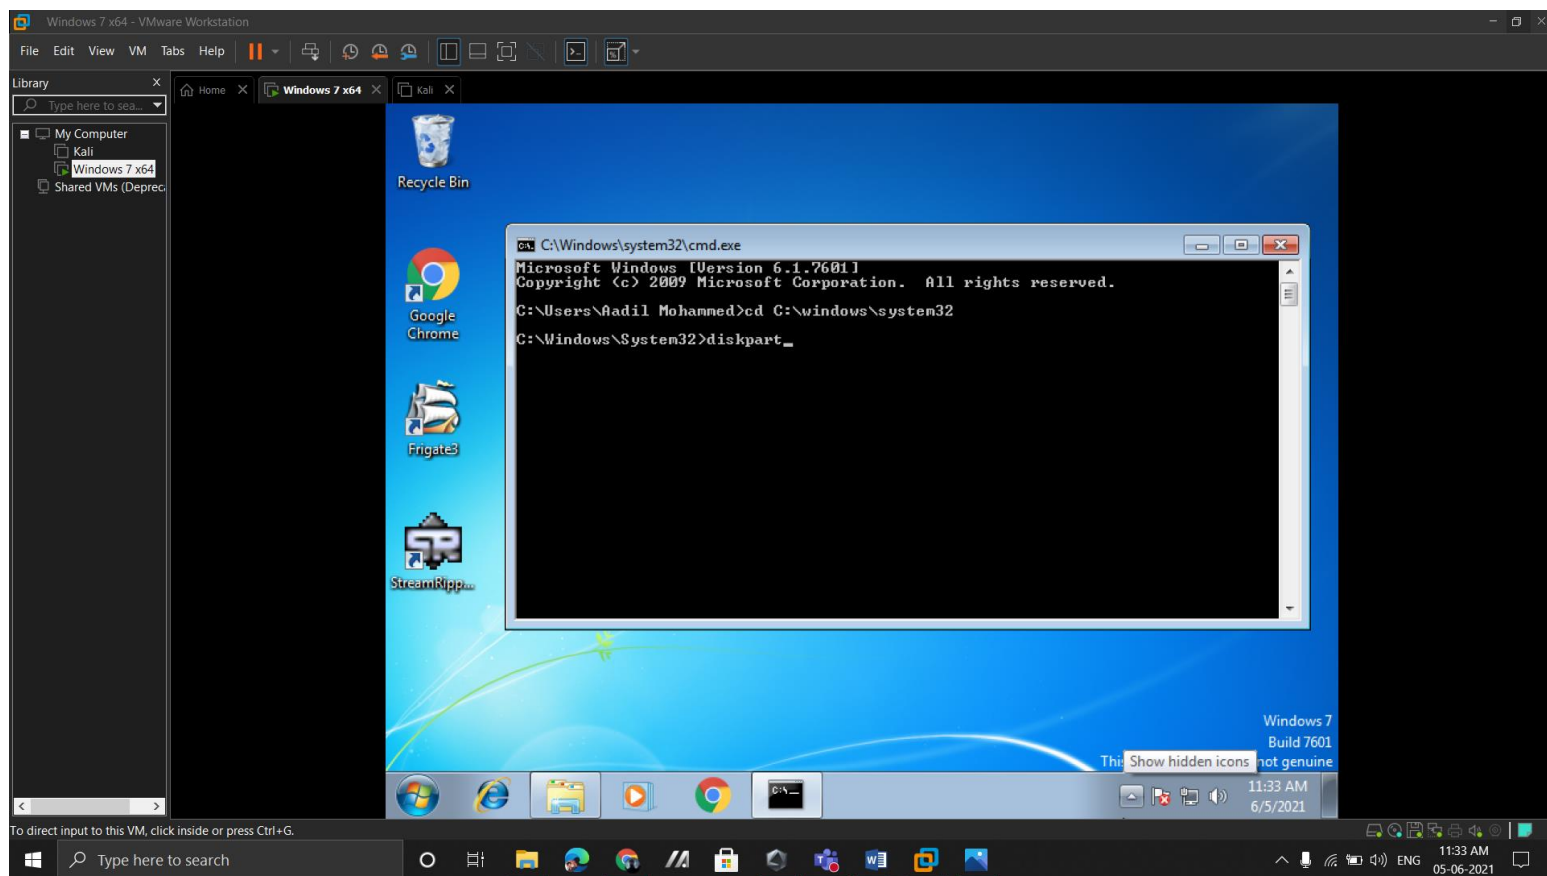 Windows 7 x64 - VMware Workstation
File Edit View VM Tabs Help
Library
Type here to sea...
My Computer
Kali
Windows 7 x64
Shared VMs (Depreca
Home
Windows 7 x64
Kali
Recycle Bin
Google
Chrome
Frigate3
StreamRipp...
C:\Windows\system32\cmd.exe
Microsoft Windows [Version 6.1.7601]
Copyright (c) 2009 Microsoft Corporation. All rights reserved.
C:\Users\Aadil Mohammed>cd C:\windows\system32
C:\Windows\System32>diskpart_
Windows 7
Build 7601
Show hidden icons not genuine
11:33 AM
6/5/2021
To direct input to this VM, click inside or press Ctrl+G.
Type here to search
ENG
11:33 AM
05-06-2021